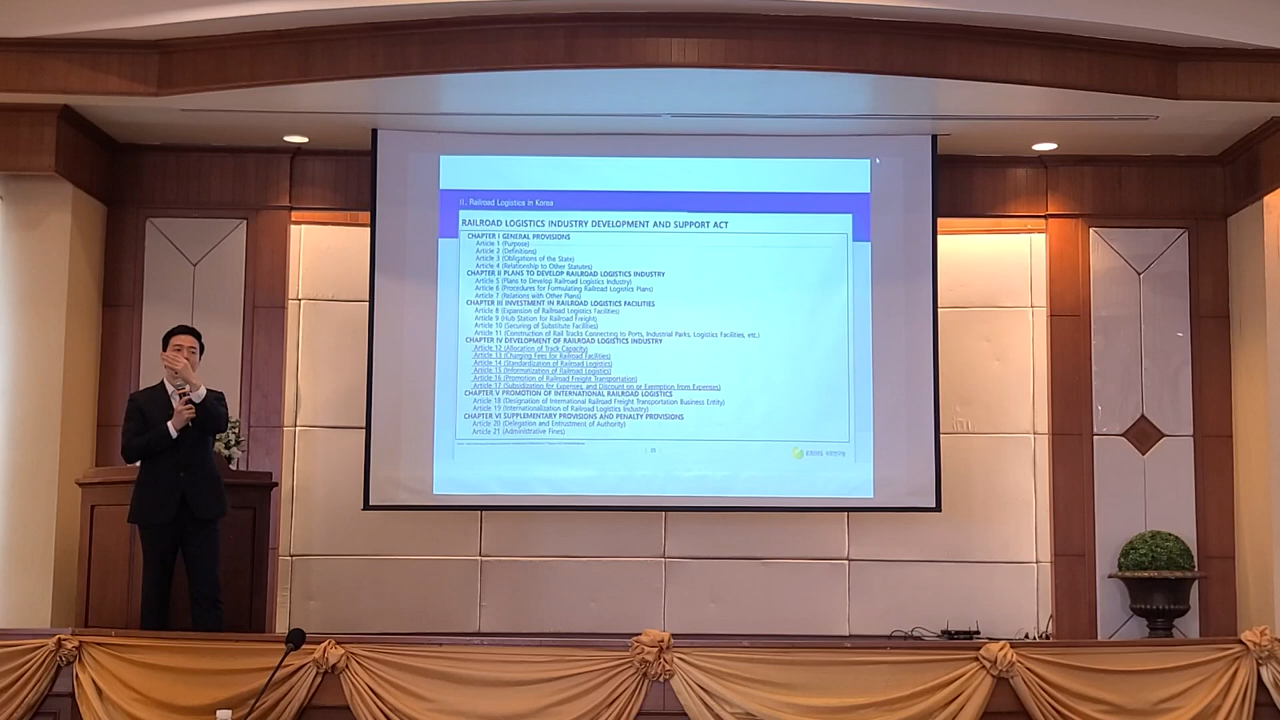 II. Railroad Logistics in Korea
RAILROAD LOGISTICS INDUSTRY DEVELOPMENT AND SUPPORT ACT
CHAPTER I GENERAL PROVISIONS
Article 1 (Purpose)
Article 2 (Definitions)
Article 3 (Obligations of the State)
Article 4 (Relationship to Other Statutes)
CHAPTER II PLANS TO DEVELOP RAILROAD LOGISTICS INDUSTRY
Article 5 (Plans to Develop Railroad Logistics Industry)
Article 6 (Procedures for Formulating Railroad Logistics Plans)
Article 7 (Relations with Other Plans)
CHAPTER III INVESTMENT IN RAILROAD LOGISTICS FACILITIES
Article 8 (Expansion of Railroad Logistics Facilities)
Article 9 (Hub Station for Railroad Freight)
Article 10 (Securing of Substitute Facilities)
Article 11 (Construction of Rail Tracks Connecting to Ports, Industrial Parks, Logistics Facilities, etc.)
CHAPTER IV DEVELOPMENT OF RAILROAD LOGISTICS INDUSTRY
Article 12 (Allocation of Track Capacity)
Article 13 (Charging Fees for Railroad Facilities)
Article 14 (Standardization of Railroad Logistics)
Article 15 (Informatization of Railroad Logistics)
Article 16 (Promotion of Railroad Freight Transportation)
Article 17 (Subsidization for Expenses, and Discount on or Exemption from Expenses)
CHAPTER V PROMOTION OF INTERNATIONAL RAILROAD LOGISTICS
Article 18 (Designation of International Railroad Freight Transportation Business Entity)
Article 19 (Internationalization of Railroad Logistics Industry)
CHAPTER VI SUPPLEMENTARY PROVISIONS AND PENALTY PROVISIONS
Article 20 (Delegation and Entrustment of Authority)
Article 21 (Administrative Fines)